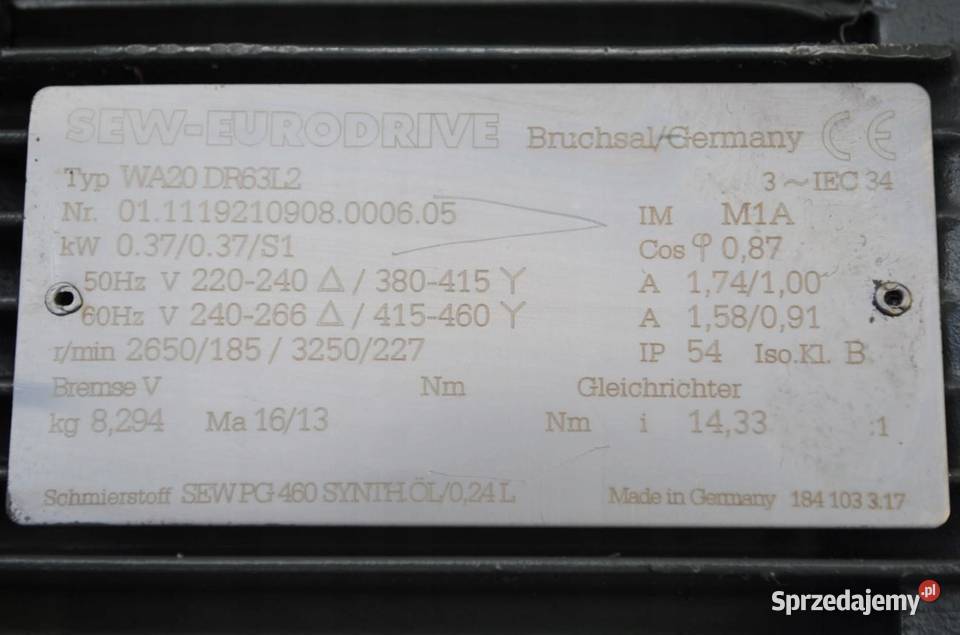 SEW-EURODRIVE Bruchsal/Germany CE
Typ WA20 DR63L2 3 ~ IEC 34
Nr. 01.1119210908.0006.05 IM M1A
kW 0.37/0.37/S1 Cos φ 0,87
50Hz V 220-240 △ / 380-415 Y A 1,74/1,00
60Hz V 240-266 △ / 415-460 Y A 1,58/0,91
r/min 2650/185 / 3250/227 IP 54 Iso.Kl. B
Bremse V Nm Gleichrichter
kg 8,294 Ma 16/13 Nm i 14,33 :1
Schmierstoff SEW PG 460 SYNTH.ÖL/0,24 L Made in Germany 184 103 3.17
Sprzedajemy.pl